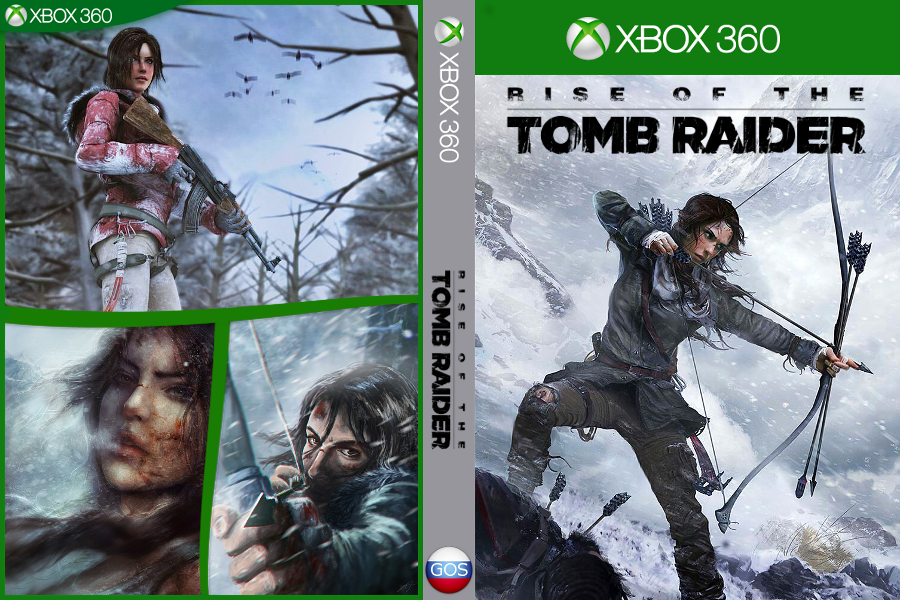 XBOX 360
XBOX 360
RISE OF THE
TOMB RAIDER
GOS
XBOX 360
RISE OF THE
TOMB RAIDER